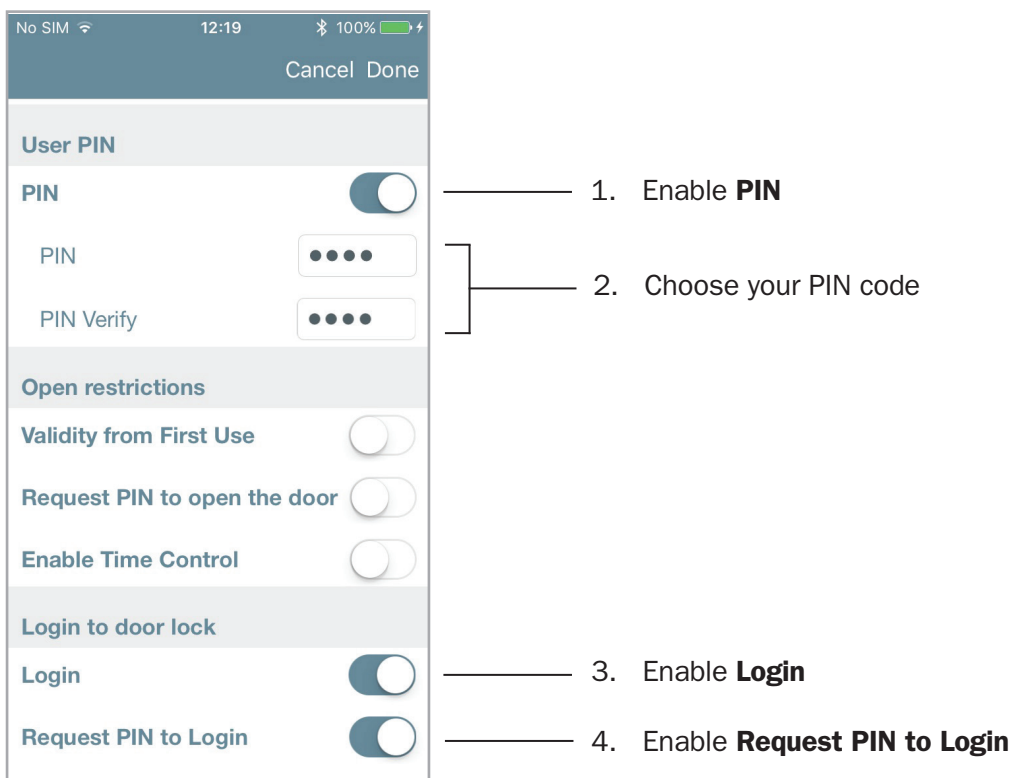 No SIM 12:19 100%
Cancel Done
User PIN
PIN
1. Enable PIN
PIN ●●●●
2. Choose your PIN code
PIN Verify ●●●●
Open restrictions
Validity from First Use
Request PIN to open the door
Enable Time Control
Login to door lock
Login
3. Enable Login
Request PIN to Login
4. Enable Request PIN to Login